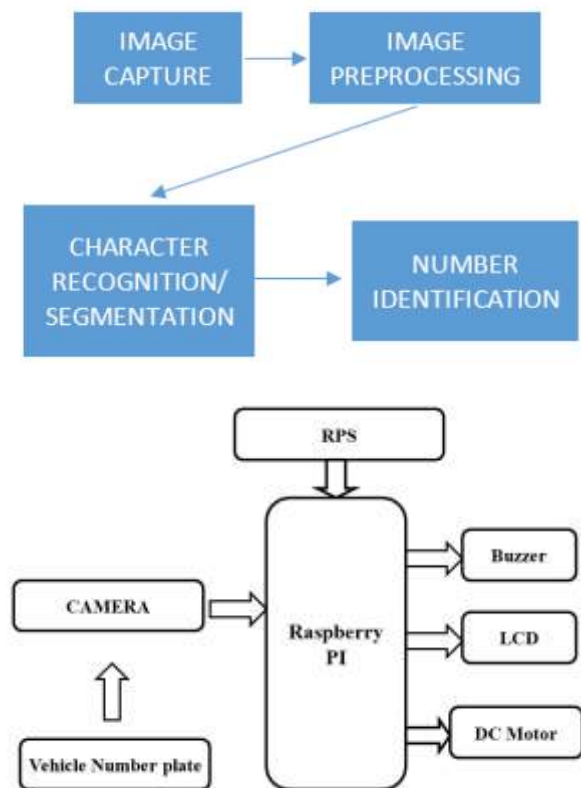 IMAGE
CAPTURE
IMAGE
PREPROCESSING
CHARACTER
RECOGNITION/
SEGMENTATION
NUMBER
IDENTIFICATION
RPS
CAMERA
Vehicle Number plate
Raspberry
PI
Buzzer
LCD
DC Motor